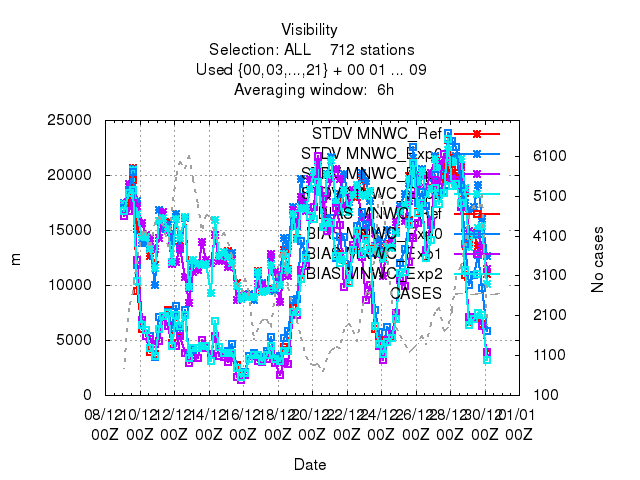 Visibility
Selection: ALL 712 stations
Used {00,03,...,21} + 00 01 ... 09
Averaging window: 6h
25000
20000
15000
10000
5000
0
m
STDV MNWC_Ref
STDV MNWC_Exp0
STDV MNWC_Exp1
STDV MNWC_Exp2
BIAS MNWC_Ref
BIAS MNWC_Exp0
BIAS MNWC_Exp1
BIAS MNWC_Exp2
CASES
6100
5100
4100
3100
2100
1100
100
No cases
08/12 10/12 12/12 14/12 16/12 18/12 20/12 22/12 24/12 26/12 28/12 30/12 01/01
00Z 00Z 00Z 00Z 00Z 00Z 00Z 00Z 00Z 00Z 00Z 00Z 00Z
Date